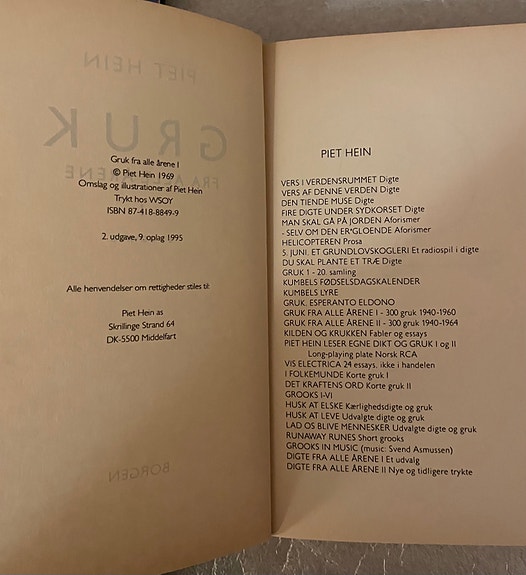 PIET HEIN
GRUK
FRA ALLE ÅRENE
Gruk fra alle årene I
© Piet Hein 1969
Omslag og illustrationer af Piet Hein
Trykt hos WSOY
ISBN 87-418-8849-9
2. udgave, 9. oplag 1995
Alle henvendelser om rettigheder stiles til:
Piet Hein as
Skrillinge Strand 64
DK-5500 Middelfart
BORGEN
PIET HEIN
VERS I VERDENSRUMMET Digte
VERS AF DENNE VERDEN Digte
DEN TIENDE MUSE Digte
FIRE DIGTE UNDER SYDKORSET Digte
MAN SKAL GÅ PÅ JORDEN Aforismer
- SELV OM DEN ER*GLOENDE Aforismer
HELICOPTEREN Prosa
5. JUNI. ET GRUNDLOVSKOGLERI Et radiospil i digte
DU SKAL PLANTE ET TRÆ Digte
GRUK 1 - 20. samling
KUMBELS FØDSELSDAGSKALENDER
KUMBELS LYRE
GRUK. ESPERANTO ELDONO
GRUK FRA ALLE ÅRENE I - 300 gruk 1940-1960
GRUK FRA ALLE ÅRENE II - 300 gruk 1940-1964
KILDEN OG KRUKKEN Fabler og essays
PIET HEIN LESER EGNE DIKT OG GRUK I og II
Long-playing plate Norsk RCA
VIS ELECTRICA 24 essays. ikke i handelen
I FOLKEMUNDE Korte gruk I
DET KRAFTENS ORD Korte gruk II
GROOKS I-VI
HUSK AT ELSKE Kærlighedsdigte og gruk
HUSK AT LEVE Udvalgte digte og gruk
LAD OS BLIVE MENNESKER Udvalgte digte og gruk
RUNAWAY RUNES Short grooks
GROOKS IN MUSIC (music: Svend Asmussen)
DIGTE FRA ALLE ÅRENE I Et udvalg
DIGTE FRA ALLE ÅRENE II Nye og tidligere trykte